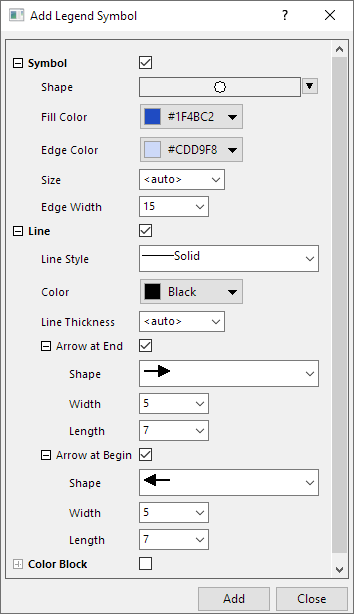 Add Legend Symbol ? ×
Symbol
Shape
Fill Color #1F4BC2
Edge Color #CDD9F8
Size <auto>
Edge Width 15
Line
Line Style Solid
Color Black
Line Thickness <auto>
Arrow at End
Shape
Width 5
Length 7
Arrow at Begin
Shape
Width 5
Length 7
Color Block
Add Close